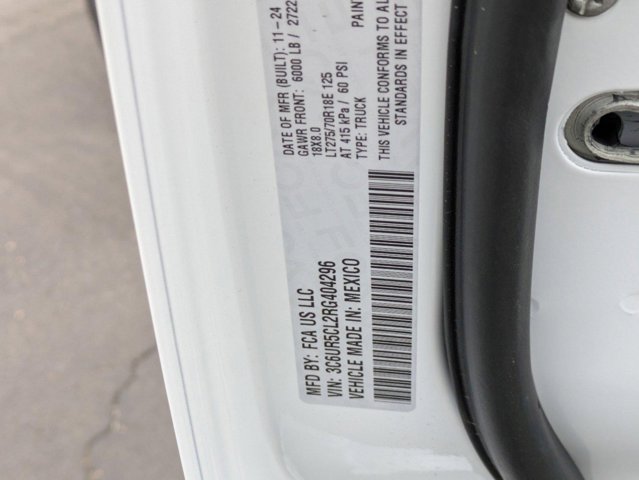 MFD BY: FCA US LLC
VIN: 3C6UR5CL2RG404296
VEHICLE MADE IN: MEXICO
DATE OF MFR (BUILT): 11-24
GAWR FRONT: 6000 LB / 2722
18X8.0
LT275/70R18E 125
AT 415 kPa / 60 PSI
TYPE: TRUCK
PAIN
THIS VEHICLE CONFORMS TO AL
STANDARDS IN EFFECT